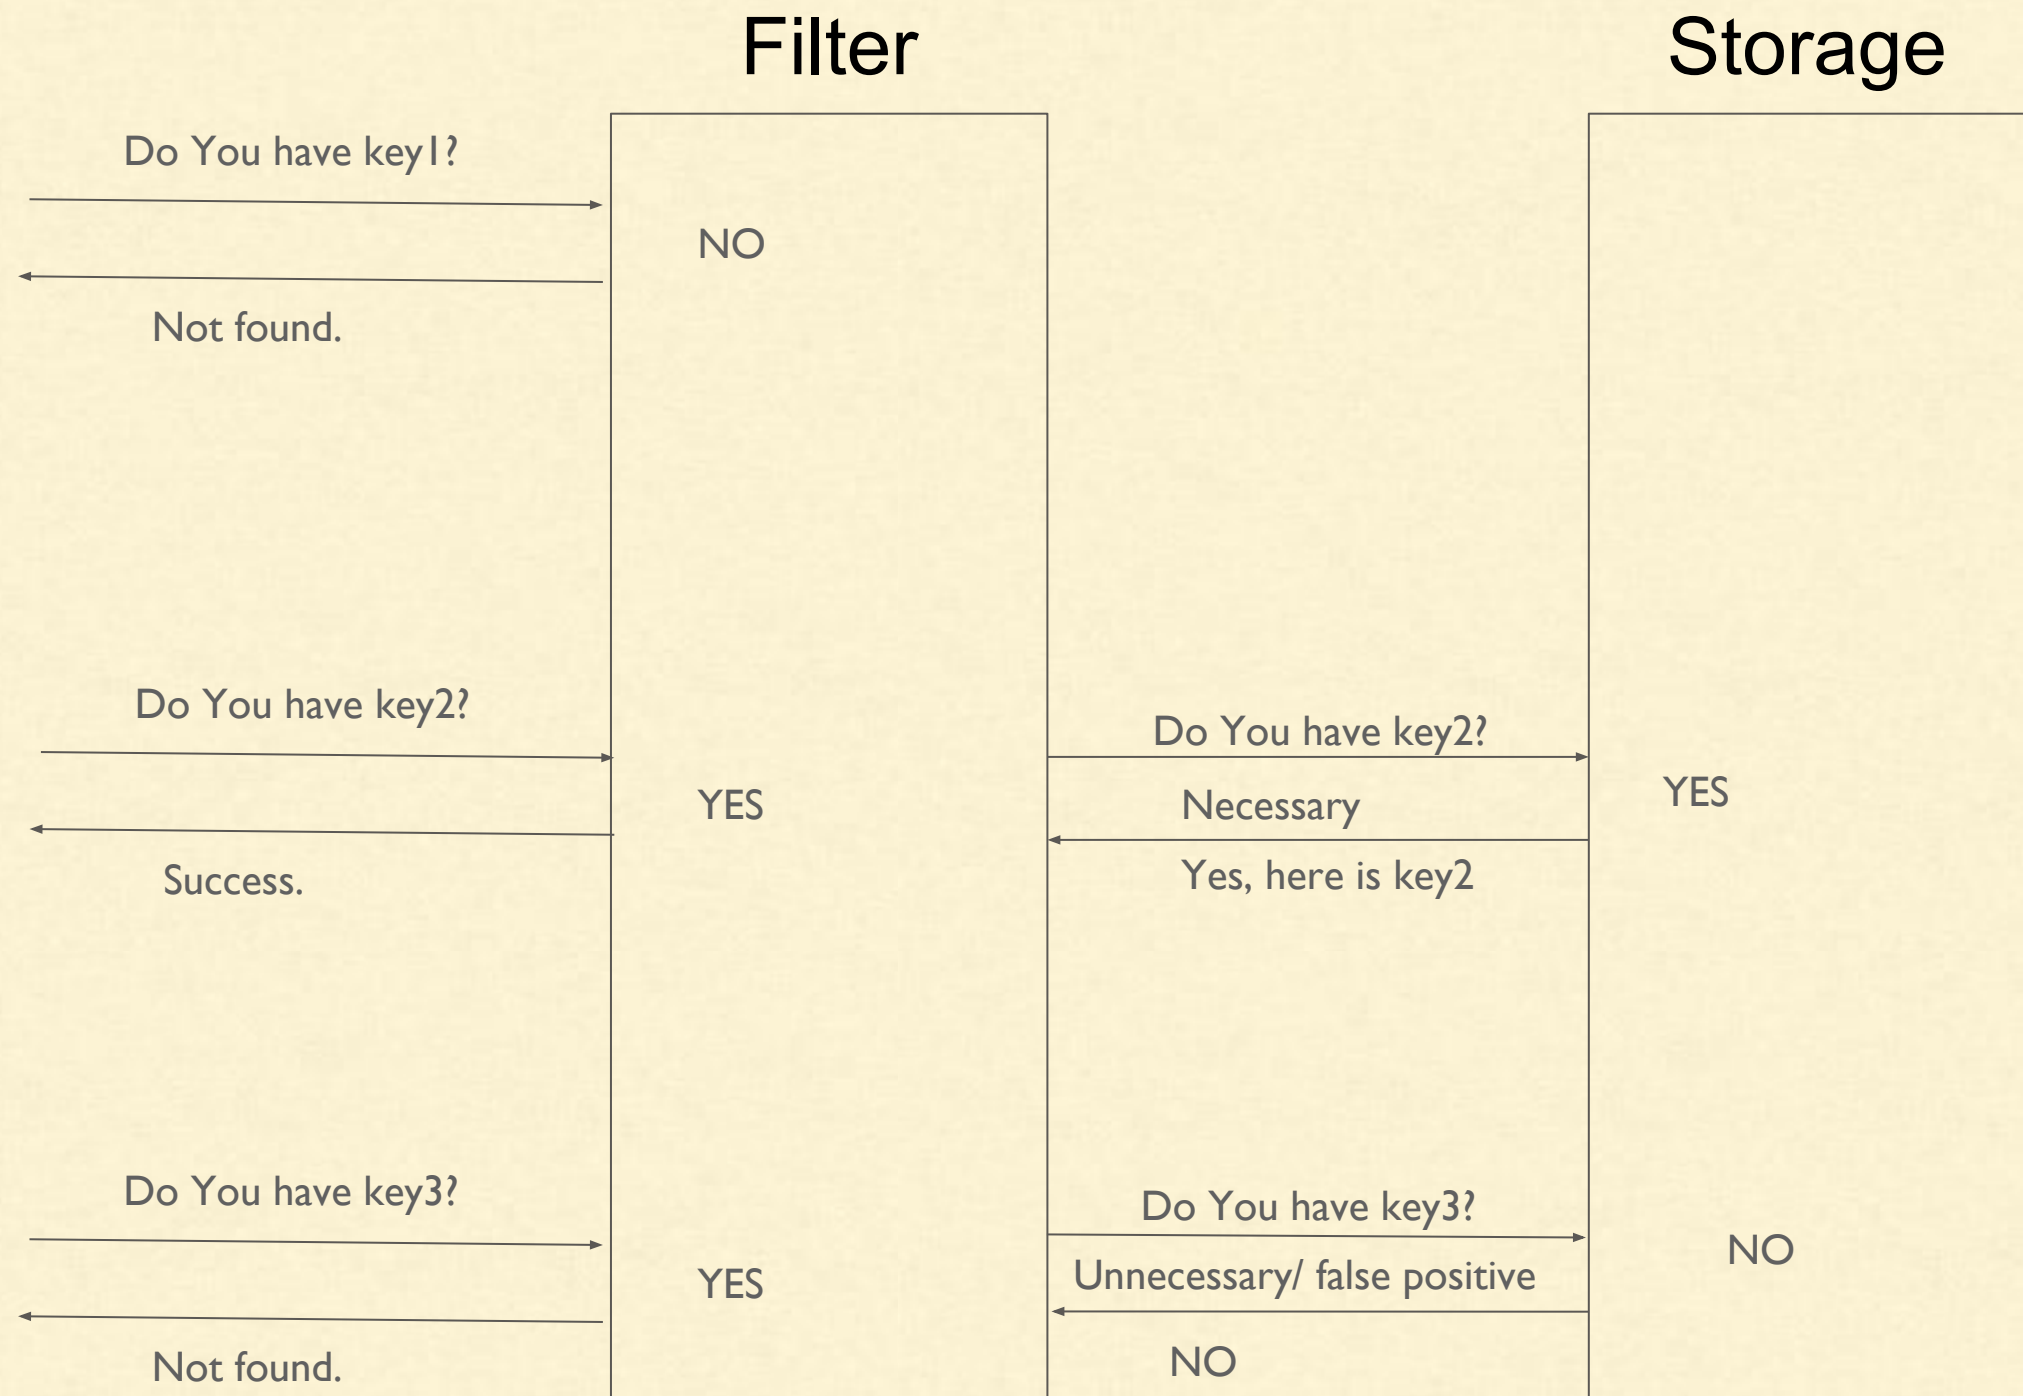 Filter
Storage
Do You have key1?
NO
Not found.
Do You have key2?
Do You have key2?
YES
Necessary
YES
Success.
Yes, here is key2
Do You have key3?
Do You have key3?
YES
Unnecessary/ false positive
NO
Not found.
NO